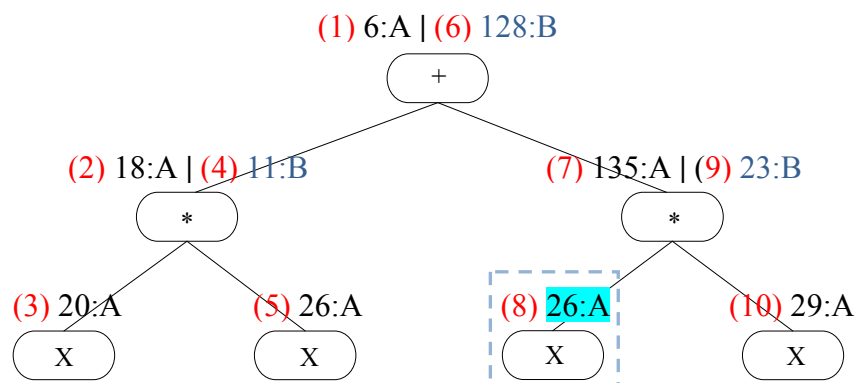 (1) 6:A | (6) 128:B
+
(2) 18:A | (4) 11:B
(7) 135:A | (9) 23:B
*
*
(3) 20:A
(5) 26:A
(8) 26:A
(10) 29:A
X
X
X
X